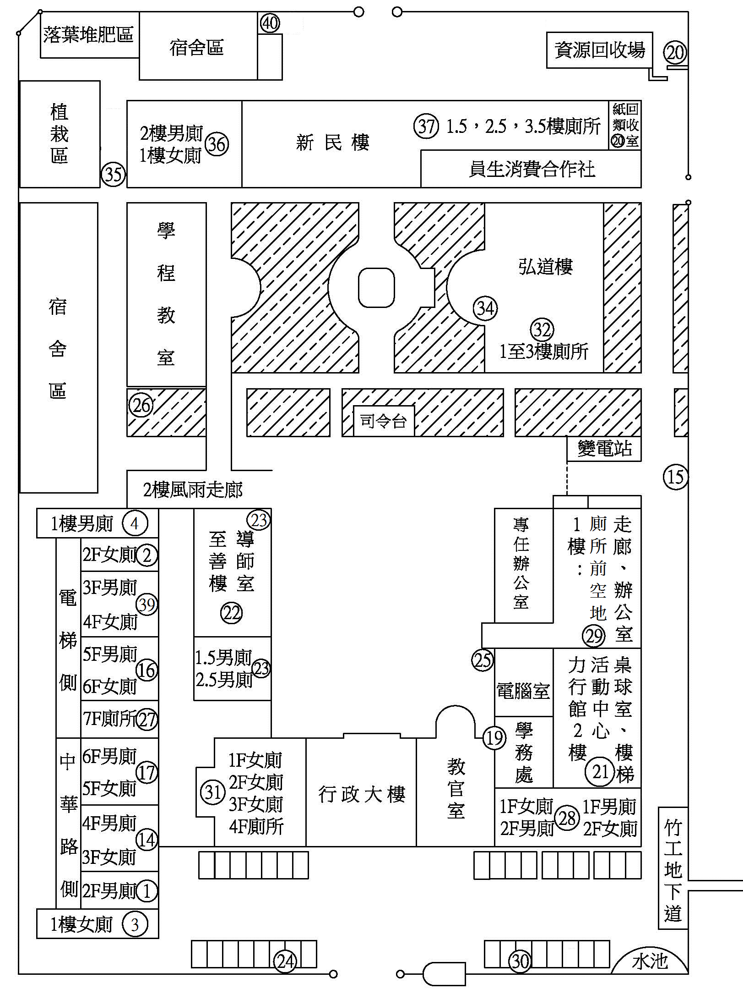 40
落葉堆肥區
宿舍區
資源回收場
20
植栽區
35
2樓男廁
1樓女廁
36
新民樓
37 1.5，2.5，3.5樓廁所
紙類
回收室
20
員生消費合作社
宿舍區
學程教室
弘道樓
34
32
1至3樓廁所
26
司令台
變電站
15
2樓風雨走廊
1樓男廁 4
電梯側
2F女廁 2
3F男廁
4F女廁
39
5F男廁
6F女廁
16
7F廁所 27
中華路側
6F男廁
5F女廁
17
4F男廁
3F女廁
14
2F男廁 1
1樓女廁 3
23
導師室
至善樓
22
1.5男廁
2.5男廁
23
專任辦公室
走廊、辦公室
廁所前空地
1樓：
29
25
電腦室
桌球室、樓梯
活動中心
力行館2樓
21
19
學務處
31
1F女廁
2F女廁
3F女廁
4F廁所
行政大樓
教官室
1F女廁
2F男廁
28
1F男廁
2F女廁
竹工地下道
24
30
水池